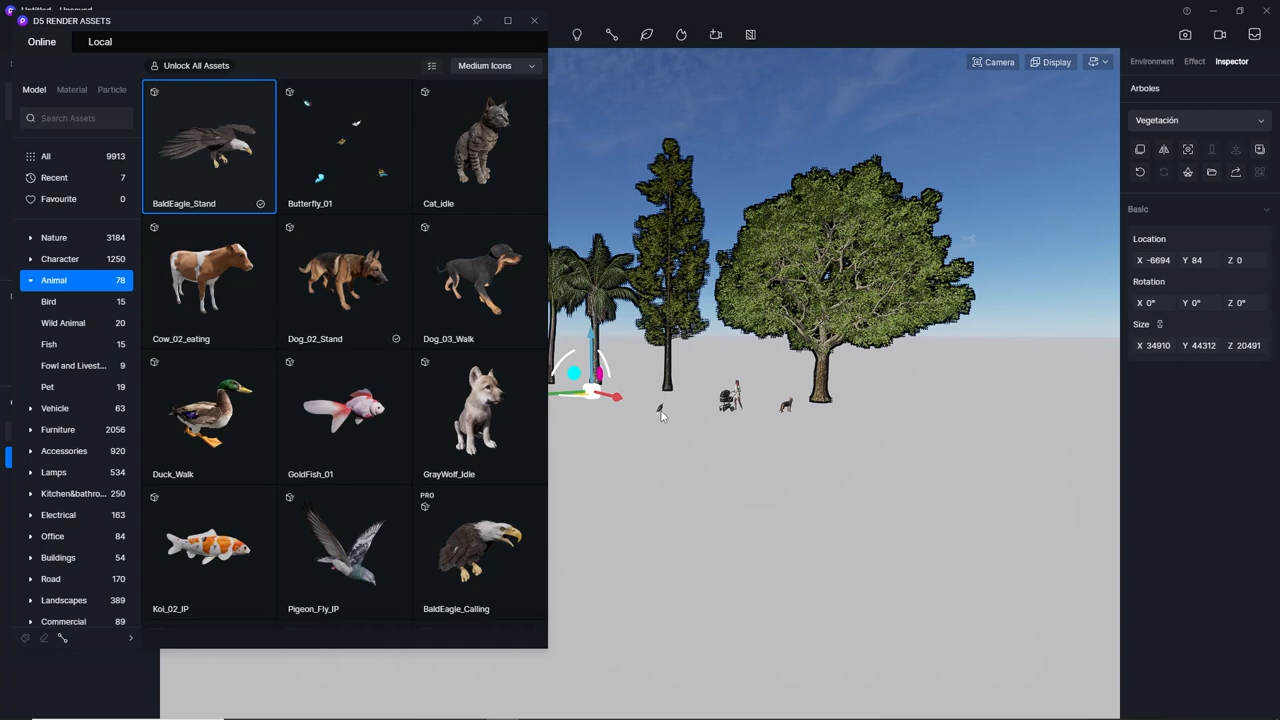 D5 RENDER ASSETS
Online
Local
Unlock All Assets
Medium Icons
Camera
Display
Environment
Effect
Inspector
Model
Material
Particle
Arboles
Search Assets
Vegetación
All 9913
Recent 7
Favourite 0
BaldEagle_Stand
Butterfly_01
Cat_idle
Basic
Nature 3184
Location
Character 1250
X -6694 Y 84 Z 0
Animal 78
Rotation
Bird 15
X 0° Y 0° Z 0°
Wild Animal 20
Size
Fish 15
Cow_02_eating
Dog_02_Stand
Dog_03_Walk
X 34910 Y 44312 Z 20491
Fowl and Livest... 9
Pet 19
Vehicle 63
Furniture 2056
Accessories 920
Lamps 534
Duck_Walk
GoldFish_01
GrayWolf_Idle
Kitchen&bathro... 250
PRO
Electrical 163
Office 84
Buildings 54
Road 170
Landscapes 389
Koi_02_IP
Pigeon_Fly_IP
BaldEagle_Calling
Commercial 89